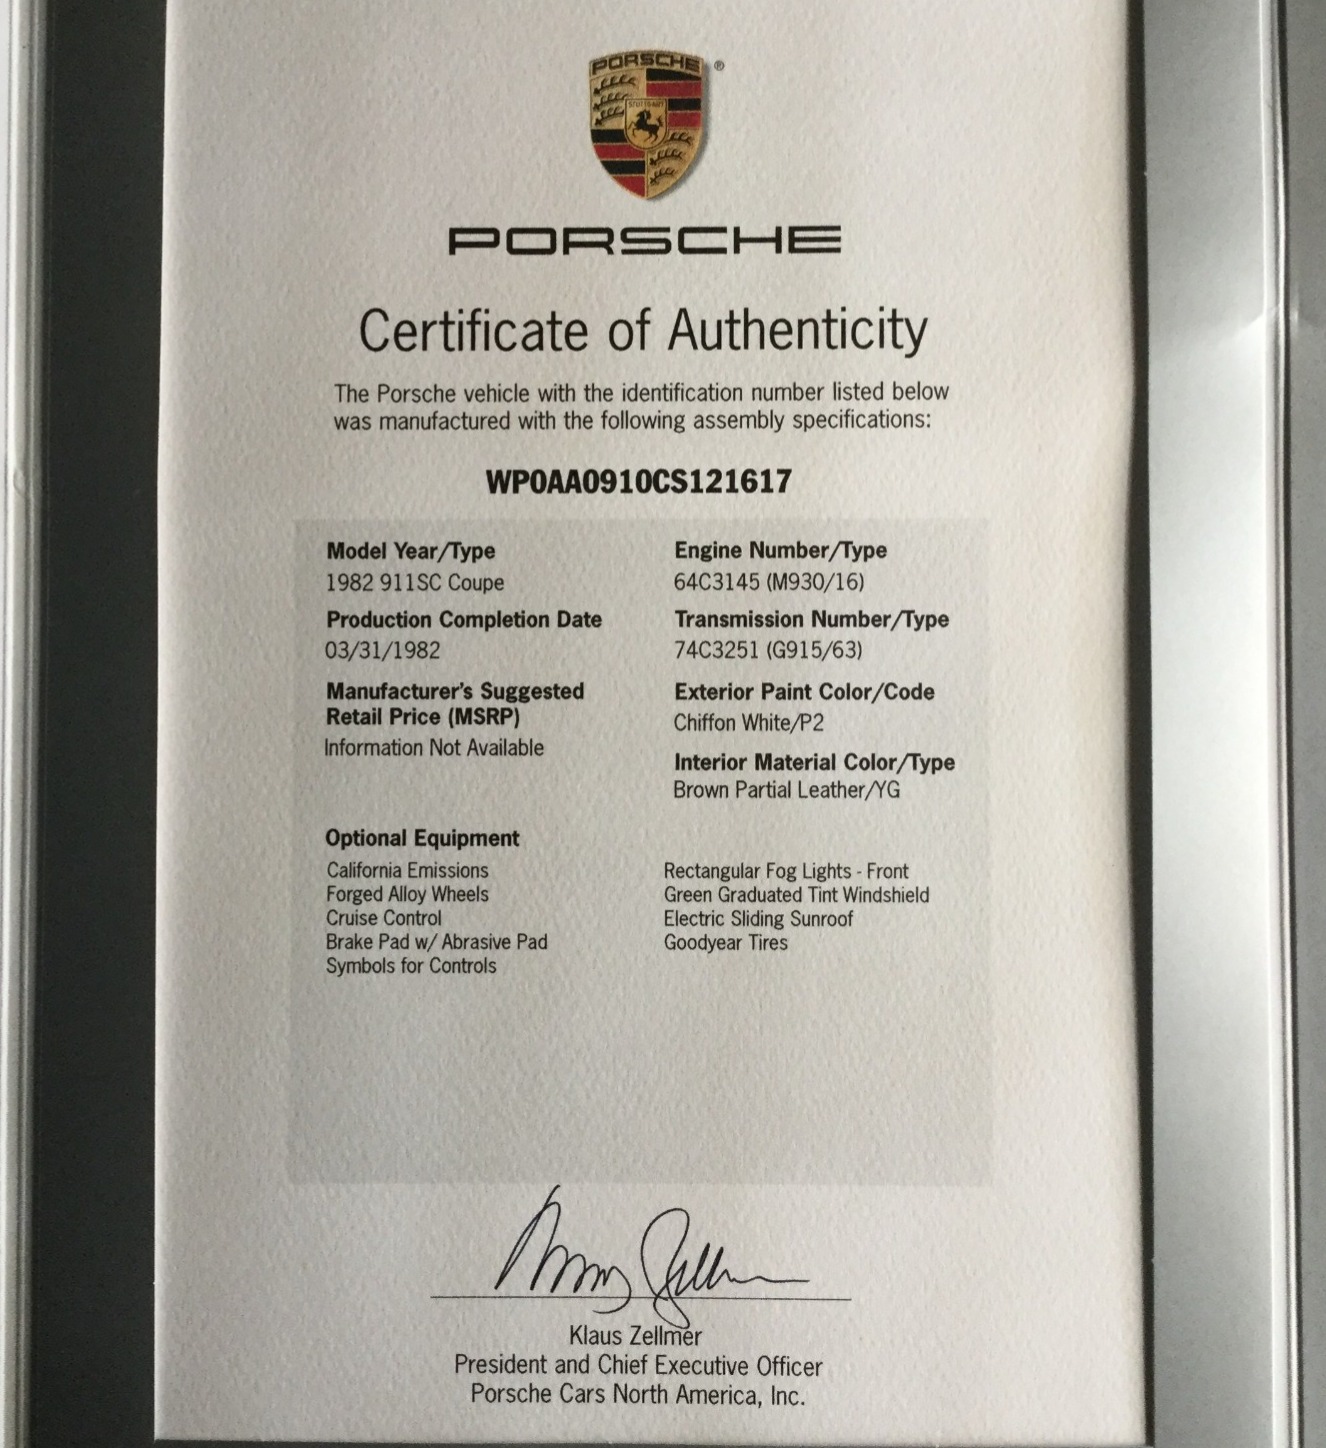 PORSCHE ®
STUTTGART
PORSCHE
Certificate of Authenticity
The Porsche vehicle with the identification number listed below
was manufactured with the following assembly specifications:
WP0AA0910CS121617
Model Year/Type
1982 911SC Coupe
Production Completion Date
03/31/1982
Manufacturer's Suggested
Retail Price (MSRP)
Information Not Available
Engine Number/Type
64C3145 (M930/16)
Transmission Number/Type
74C3251 (G915/63)
Exterior Paint Color/Code
Chiffon White/P2
Interior Material Color/Type
Brown Partial Leather/YG
Optional Equipment
California Emissions
Forged Alloy Wheels
Cruise Control
Brake Pad w/ Abrasive Pad
Symbols for Controls
Rectangular Fog Lights - Front
Green Graduated Tint Windshield
Electric Sliding Sunroof
Goodyear Tires
Klaus Zellmer
President and Chief Executive Officer
Porsche Cars North America, Inc.